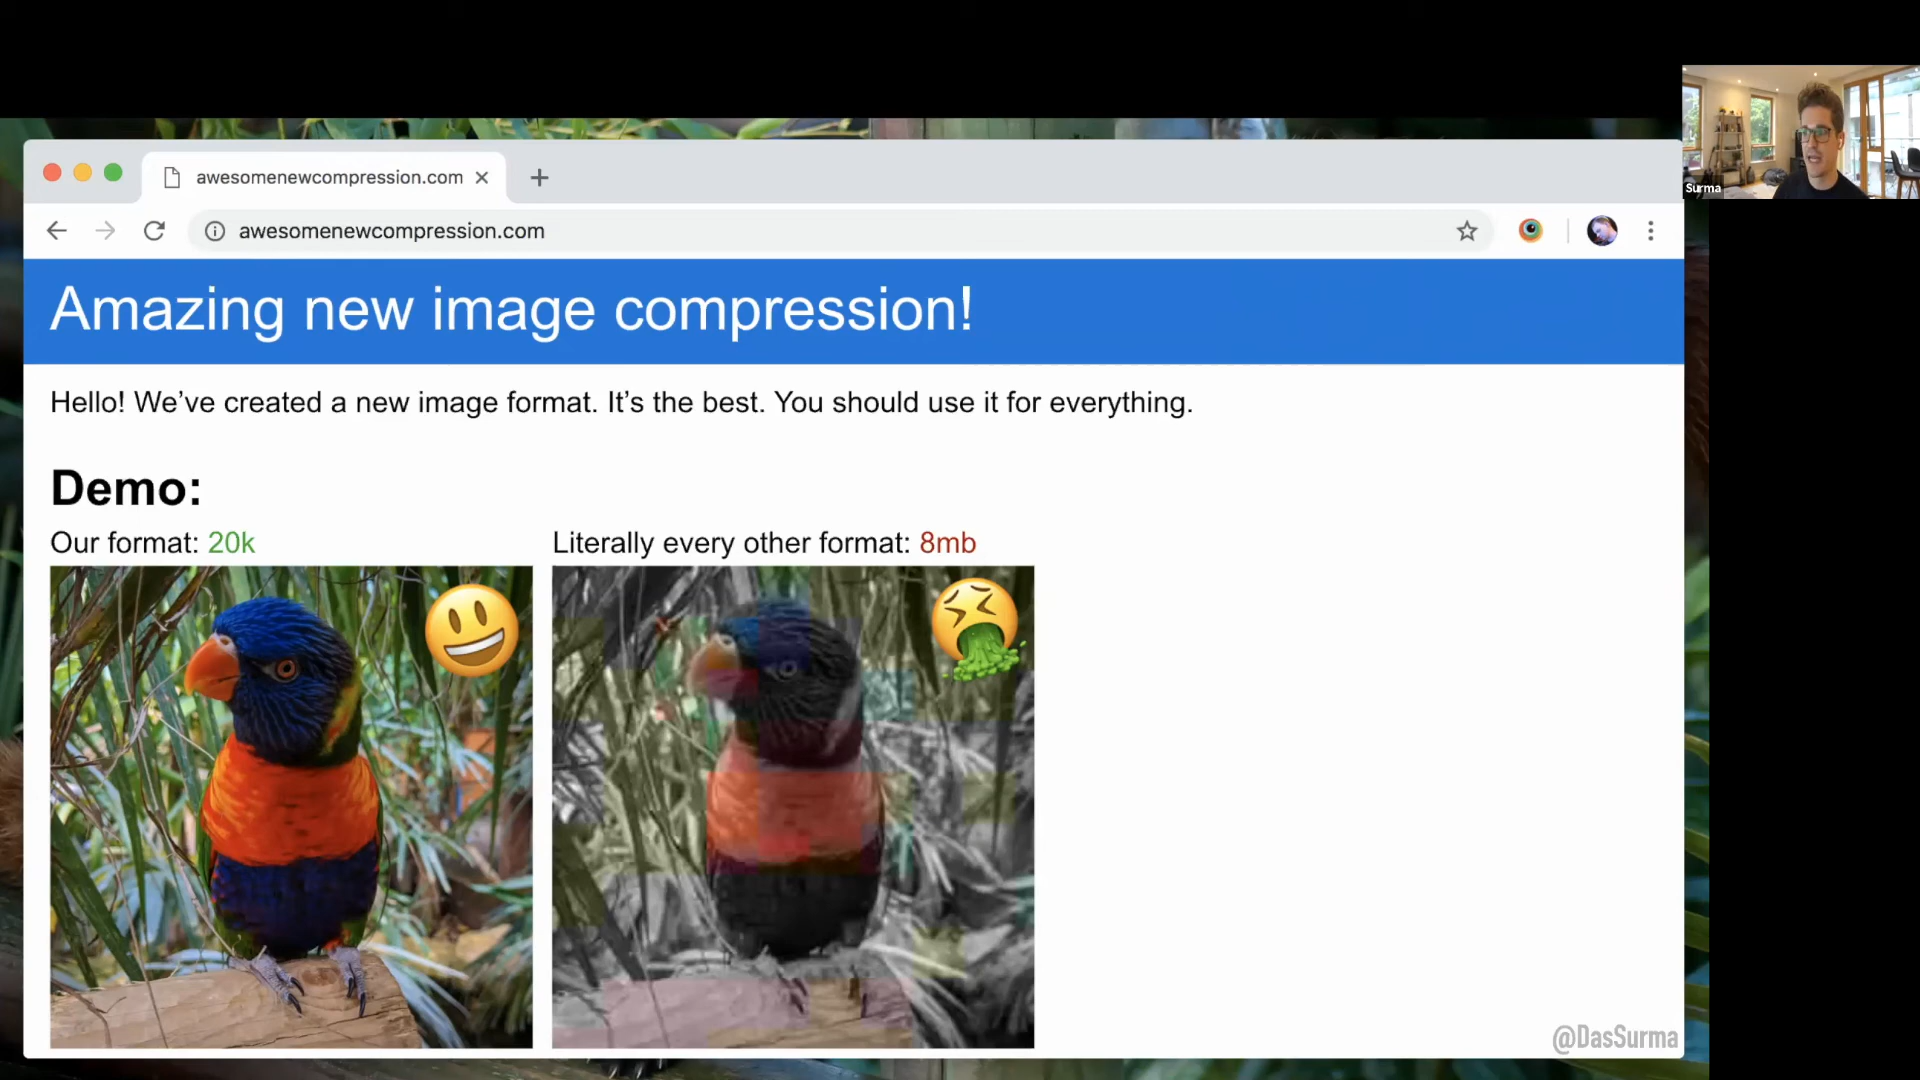 Surma
awesomenewcompression.com
awesomenewcompression.com
Amazing new image compression!
Hello! We’ve created a new image format. It’s the best. You should use it for everything.
Demo:
Our format: 20k
Literally every other format: 8mb
@DasSurma